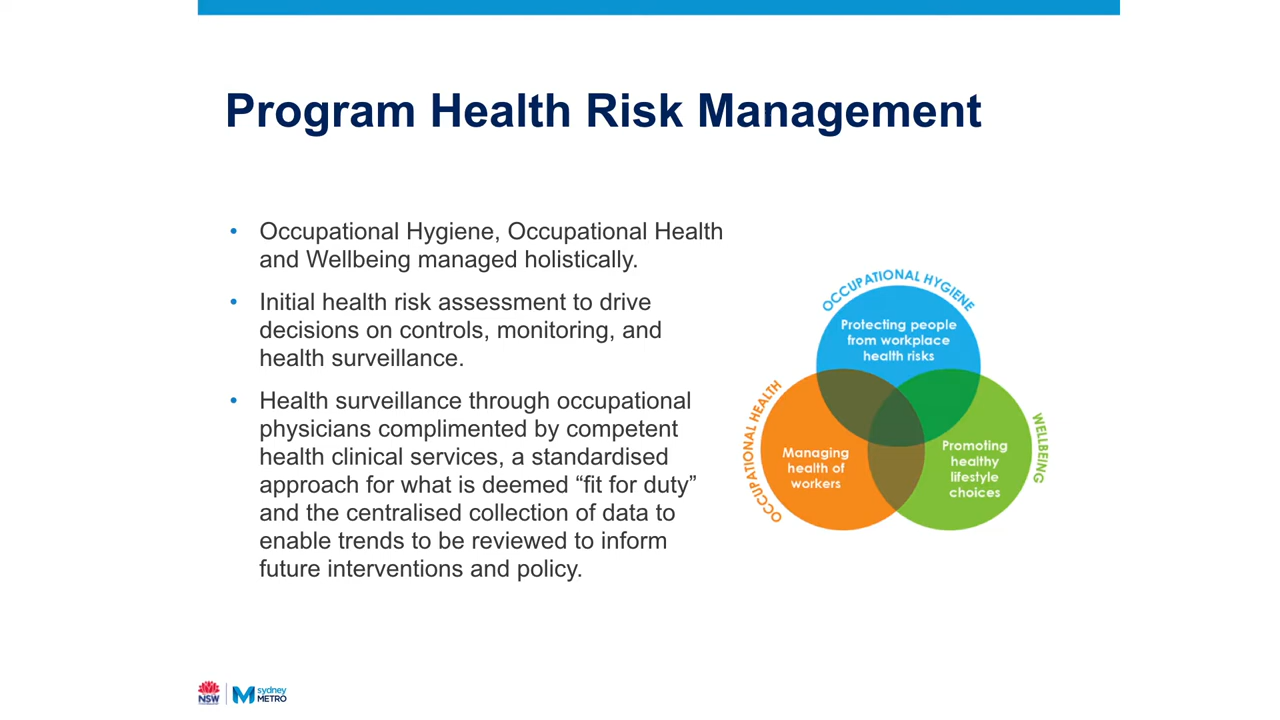 Program Health Risk Management
• Occupational Hygiene, Occupational Health
and Wellbeing managed holistically.
• Initial health risk assessment to drive
decisions on controls, monitoring, and
health surveillance.
• Health surveillance through occupational
physicians complimented by competent
health clinical services, a standardised
approach for what is deemed “fit for duty”
and the centralised collection of data to
enable trends to be reviewed to inform
future interventions and policy.
OCCUPATIONAL HYGIENE
Protecting people
from workplace
health risks
OCCUPATIONAL HEALTH
Managing
health of
workers
WELLBEING
Promoting
healthy
lifestyle
choices
NSW
sydney
METRO